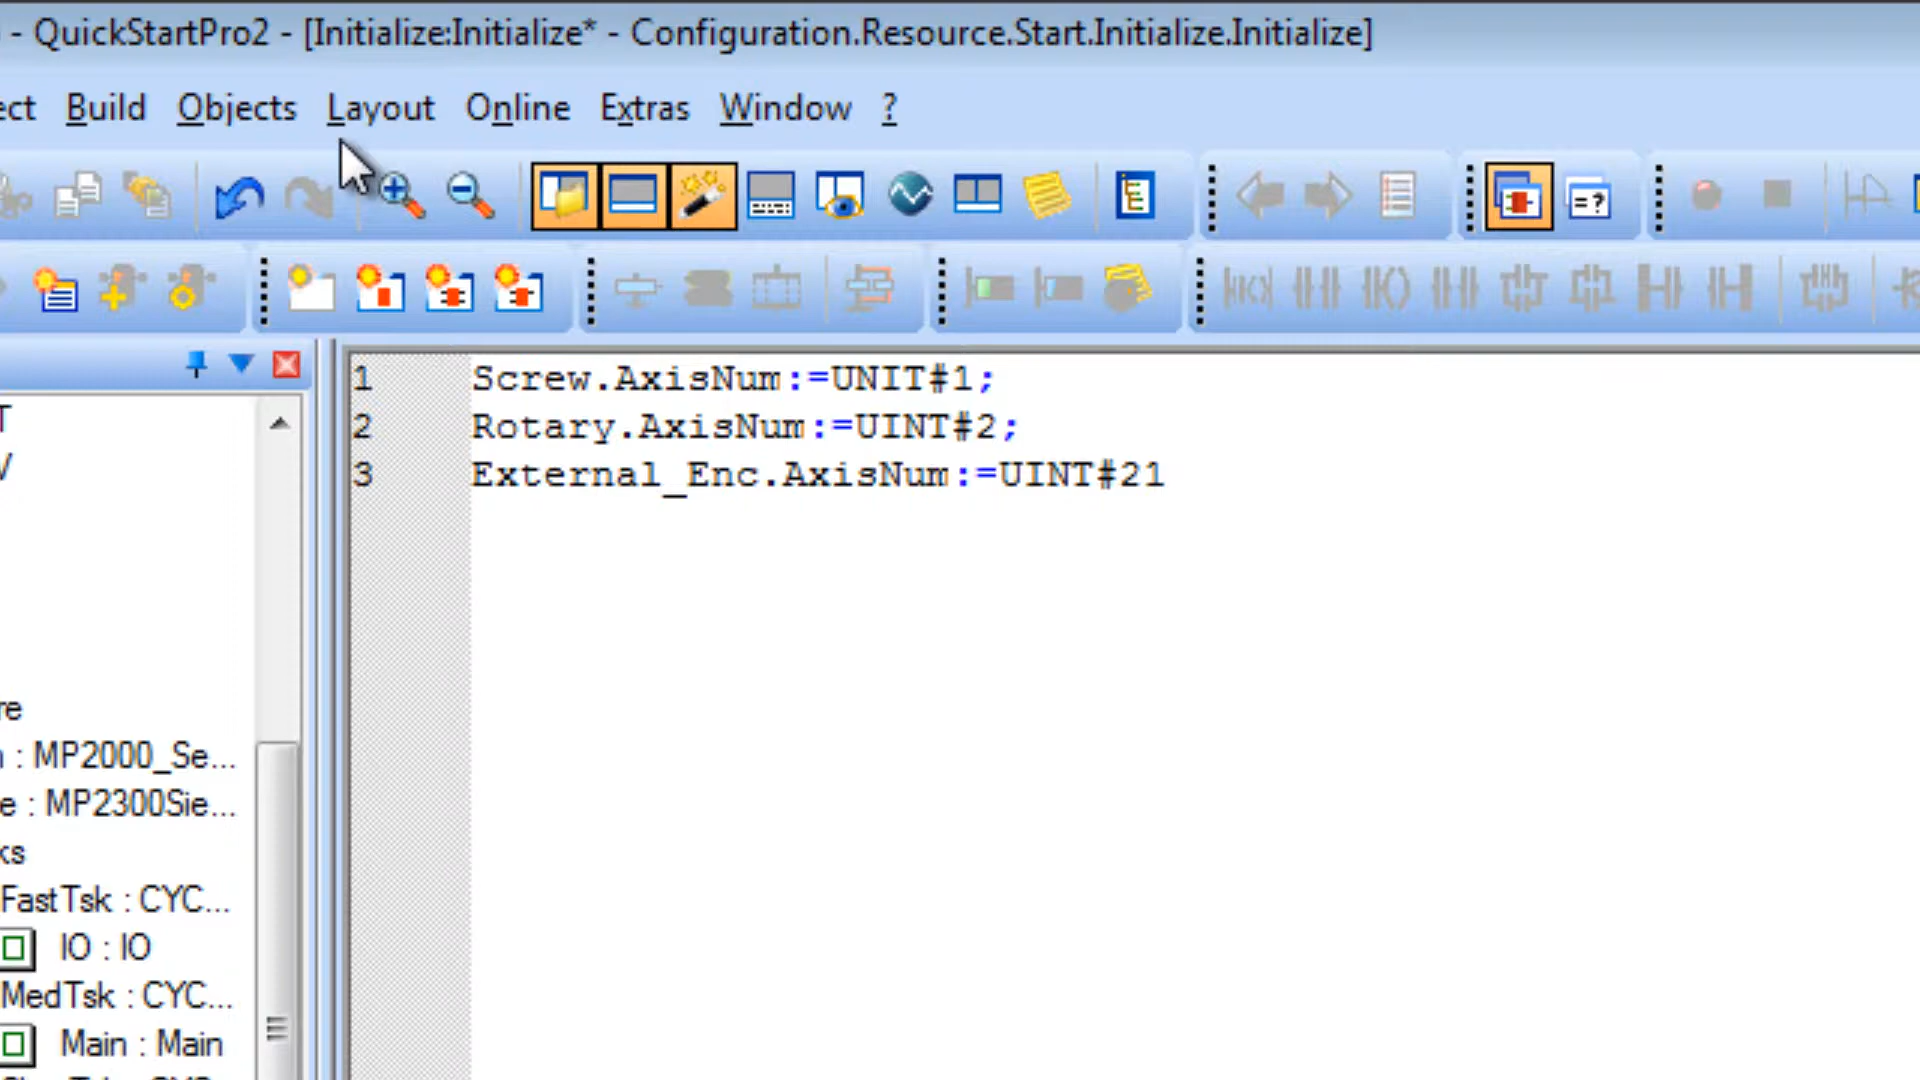 - QuickStartPro2 - [Initialize:Initialize* - Configuration.Resource.Start.Initialize.Initialize]
ect Build Objects Layout Online Extras Window ?
1 Screw.AxisNum:=UNIT#1;
2 Rotary.AxisNum:=UINT#2;
3 External_Enc.AxisNum:=UINT#21
re
: MP2000_Se...
e : MP2300Sie...
ks
FastTsk : CYC...
IO : IO
MedTsk : CYC...
Main : Main